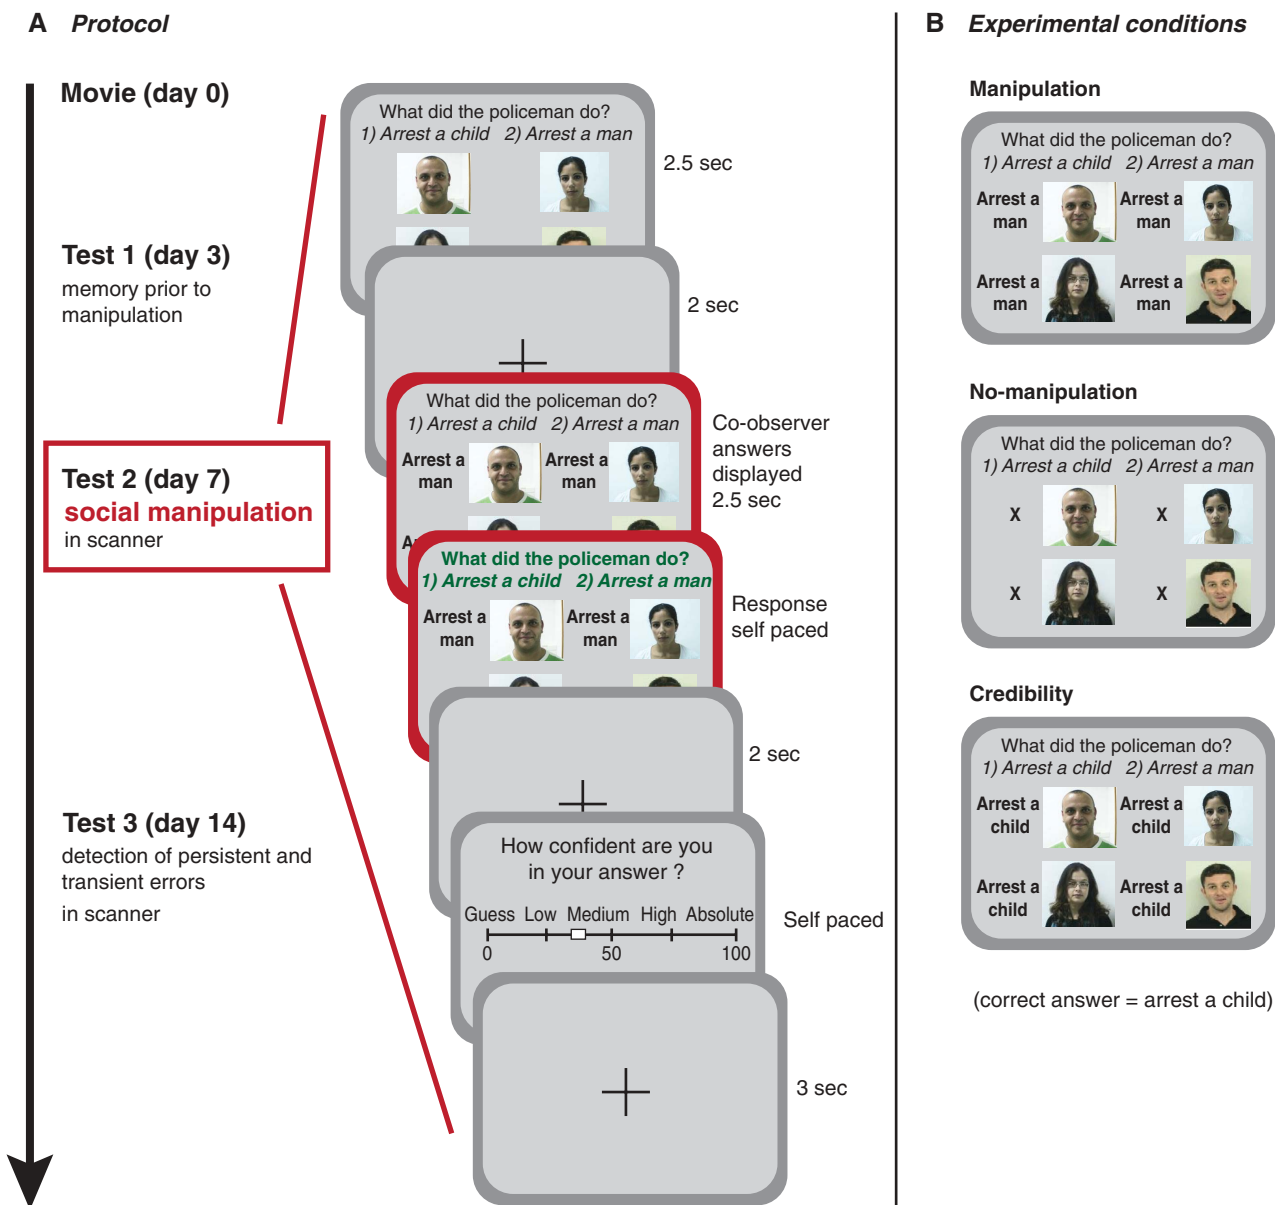 A Protocol
Movie (day 0)
Test 1 (day 3)
memory prior to
manipulation
Test 2 (day 7)
social manipulation
in scanner
Test 3 (day 14)
detection of persistent and
transient errors
in scanner
What did the policeman do?
1) Arrest a child 2) Arrest a man
2.5 sec
2 sec
What did the policeman do?
1) Arrest a child 2) Arrest a man
Arrest a Arrest a
man man
A
Co-observer
answers
displayed
2.5 sec
What did the policeman do?
1) Arrest a child 2) Arrest a man
Arrest a Arrest a
man man
Response
self paced
2 sec
How confident are you
in your answer ?
Guess Low Medium High Absolute
0 50 100
Self paced
3 sec
B Experimental conditions
Manipulation
What did the policeman do?
1) Arrest a child 2) Arrest a man
Arrest a Arrest a
man man
Arrest a Arrest a
man man
No-manipulation
What did the policeman do?
1) Arrest a child 2) Arrest a man
X X
X X
Credibility
What did the policeman do?
1) Arrest a child 2) Arrest a man
Arrest a Arrest a
child child
Arrest a Arrest a
child child
(correct answer = arrest a child)